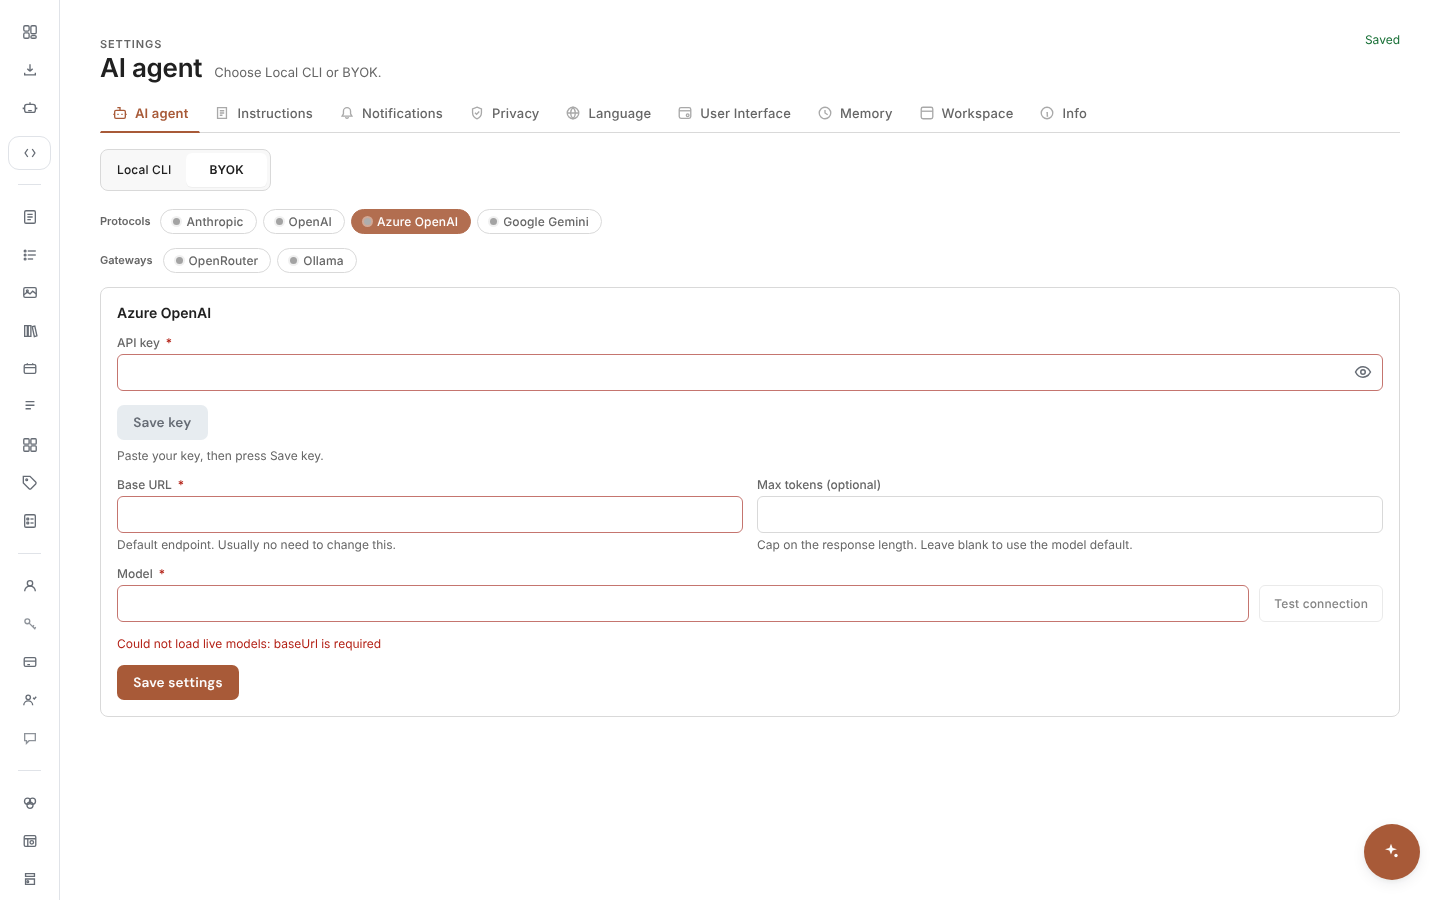 SETTINGS
Saved
AI agent Choose Local CLI or BYOK.
AI agent Instructions Notifications Privacy Language User Interface Memory Workspace Info
Local CLI BYOK
Protocols Anthropic OpenAI Azure OpenAI Google Gemini
Gateways OpenRouter Ollama
Azure OpenAI
API key *
Save key
Paste your key, then press Save key.
Base URL * Max tokens (optional)
Default endpoint. Usually no need to change this. Cap on the response length. Leave blank to use the model default.
Model *
Test connection
Could not load live models: baseUrl is required
Save settings